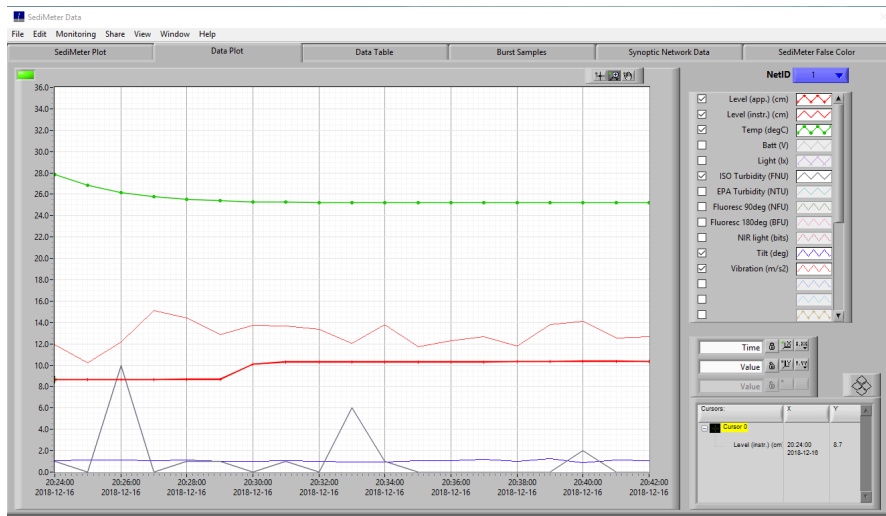 SediMeter Data
File Edit Monitoring Share View Window Help
SediMeter Plot Data Plot Data Table Burst Samples Synoptic Network Data SediMeter False Color
NetID 1
36.0
34.0
32.0
30.0
28.0
26.0
24.0
22.0
20.0
18.0
16.0
14.0
12.0
10.0
8.0
6.0
4.0
2.0
0.0
20:24:00 20:26:00 20:28:00 20:30:00 20:32:00 20:34:00 20:36:00 20:38:00 20:40:00 20:42:00
2018-12-16 2018-12-16 2018-12-16 2018-12-16 2018-12-16 2018-12-16 2018-12-16 2018-12-16 2018-12-16 2018-12-16
Level (app.) (cm)
Level (instr.) (cm)
Temp (degC)
Batt (V)
Light (lx)
ISO Turbidity (FNU)
EPA Turbidity (NTU)
Fluoresc 90deg (NFU)
Fluoresc 180deg (BFU)
NIR light (bits)
Tilt (deg)
Vibration (m/s2)
Time
Value
Value
Cursors: X Y
Cursor 0
Level (instr.) (cm 20:24:00 8.7
2018-12-16